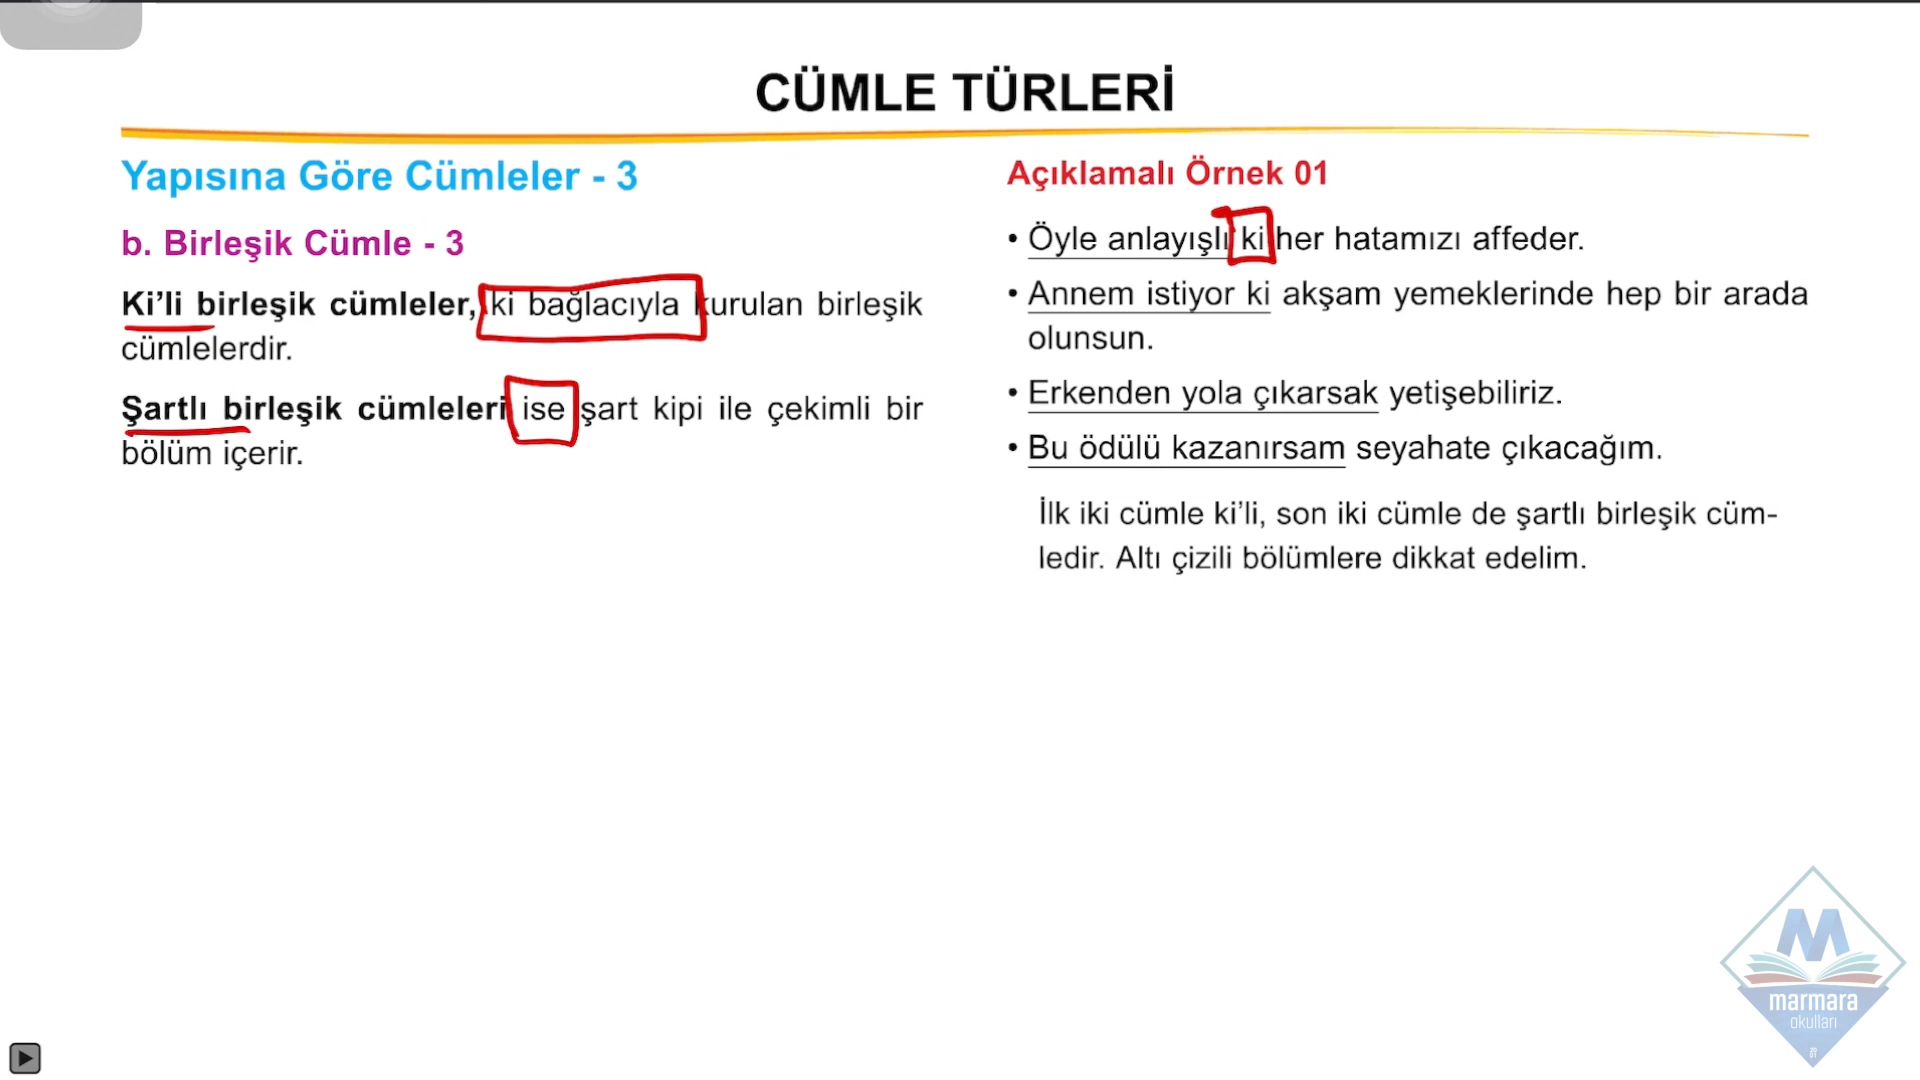 CÜMLE TÜRLERİ
Yapısına Göre Cümleler - 3
b. Birleşik Cümle - 3
Ki’li birleşik cümleler, ki bağlacıyla kurulan birleşik
cümlelerdir.
Şartlı birleşik cümleleri ise şart kipi ile çekimli bir
bölüm içerir.
Açıklamalı Örnek 01
• Öyle anlayışlı ki her hatamızı affeder.
• Annem istiyor ki akşam yemeklerinde hep bir arada
olunsun.
• Erkenden yola çıkarsak yetişebiliriz.
• Bu ödülü kazanırsam seyahate çıkacağım.
İlk iki cümle ki’li, son iki cümle de şartlı birleşik cüm-
ledir. Altı çizili bölümlere dikkat edelim.
M
marmara
okulları